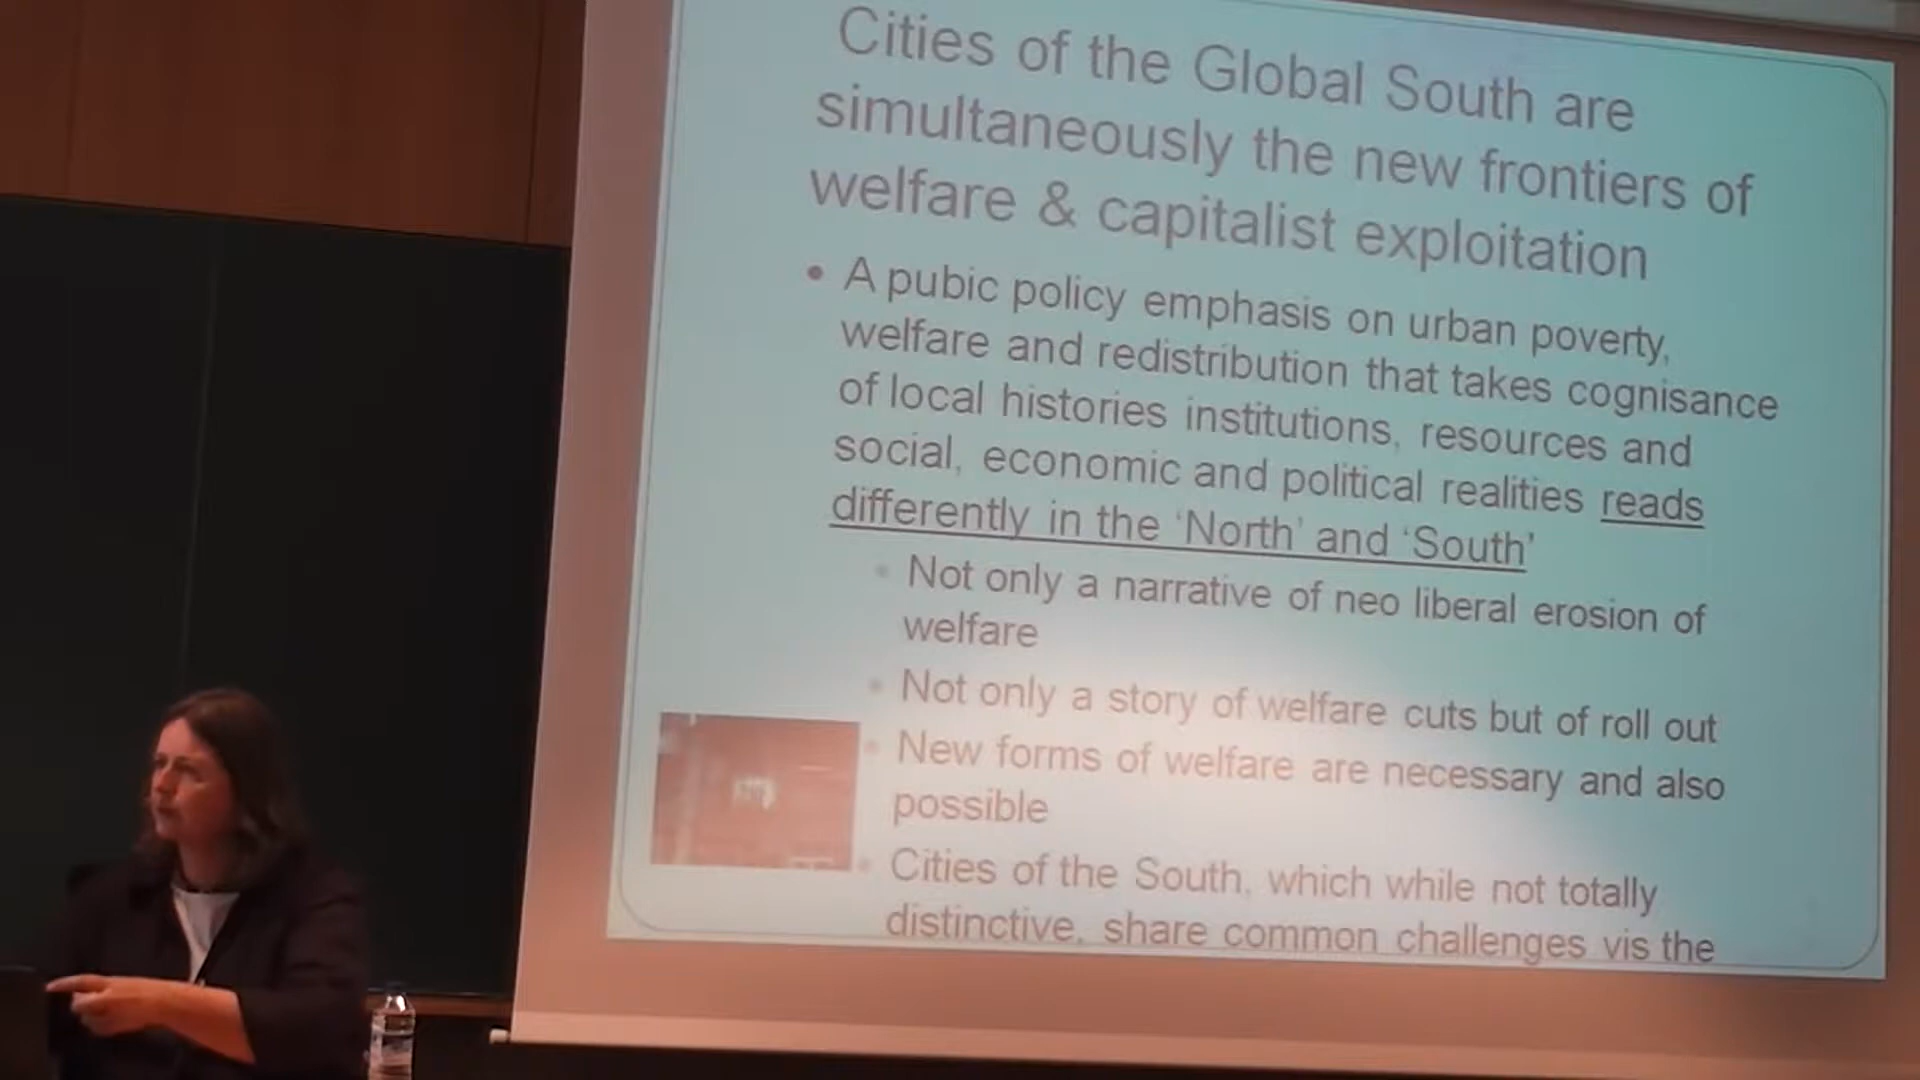 Cities of the Global South are
simultaneously the new frontiers of
welfare & capitalist exploitation
• A pubic policy emphasis on urban poverty,
welfare and redistribution that takes cognisance
of local histories institutions, resources and
social, economic and political realities reads
differently in the ‘North’ and ‘South’
• Not only a narrative of neo liberal erosion of
welfare
• Not only a story of welfare cuts but of roll out
• New forms of welfare are necessary and also
possible
• Cities of the South, which while not totally
distinctive, share common challenges vis the